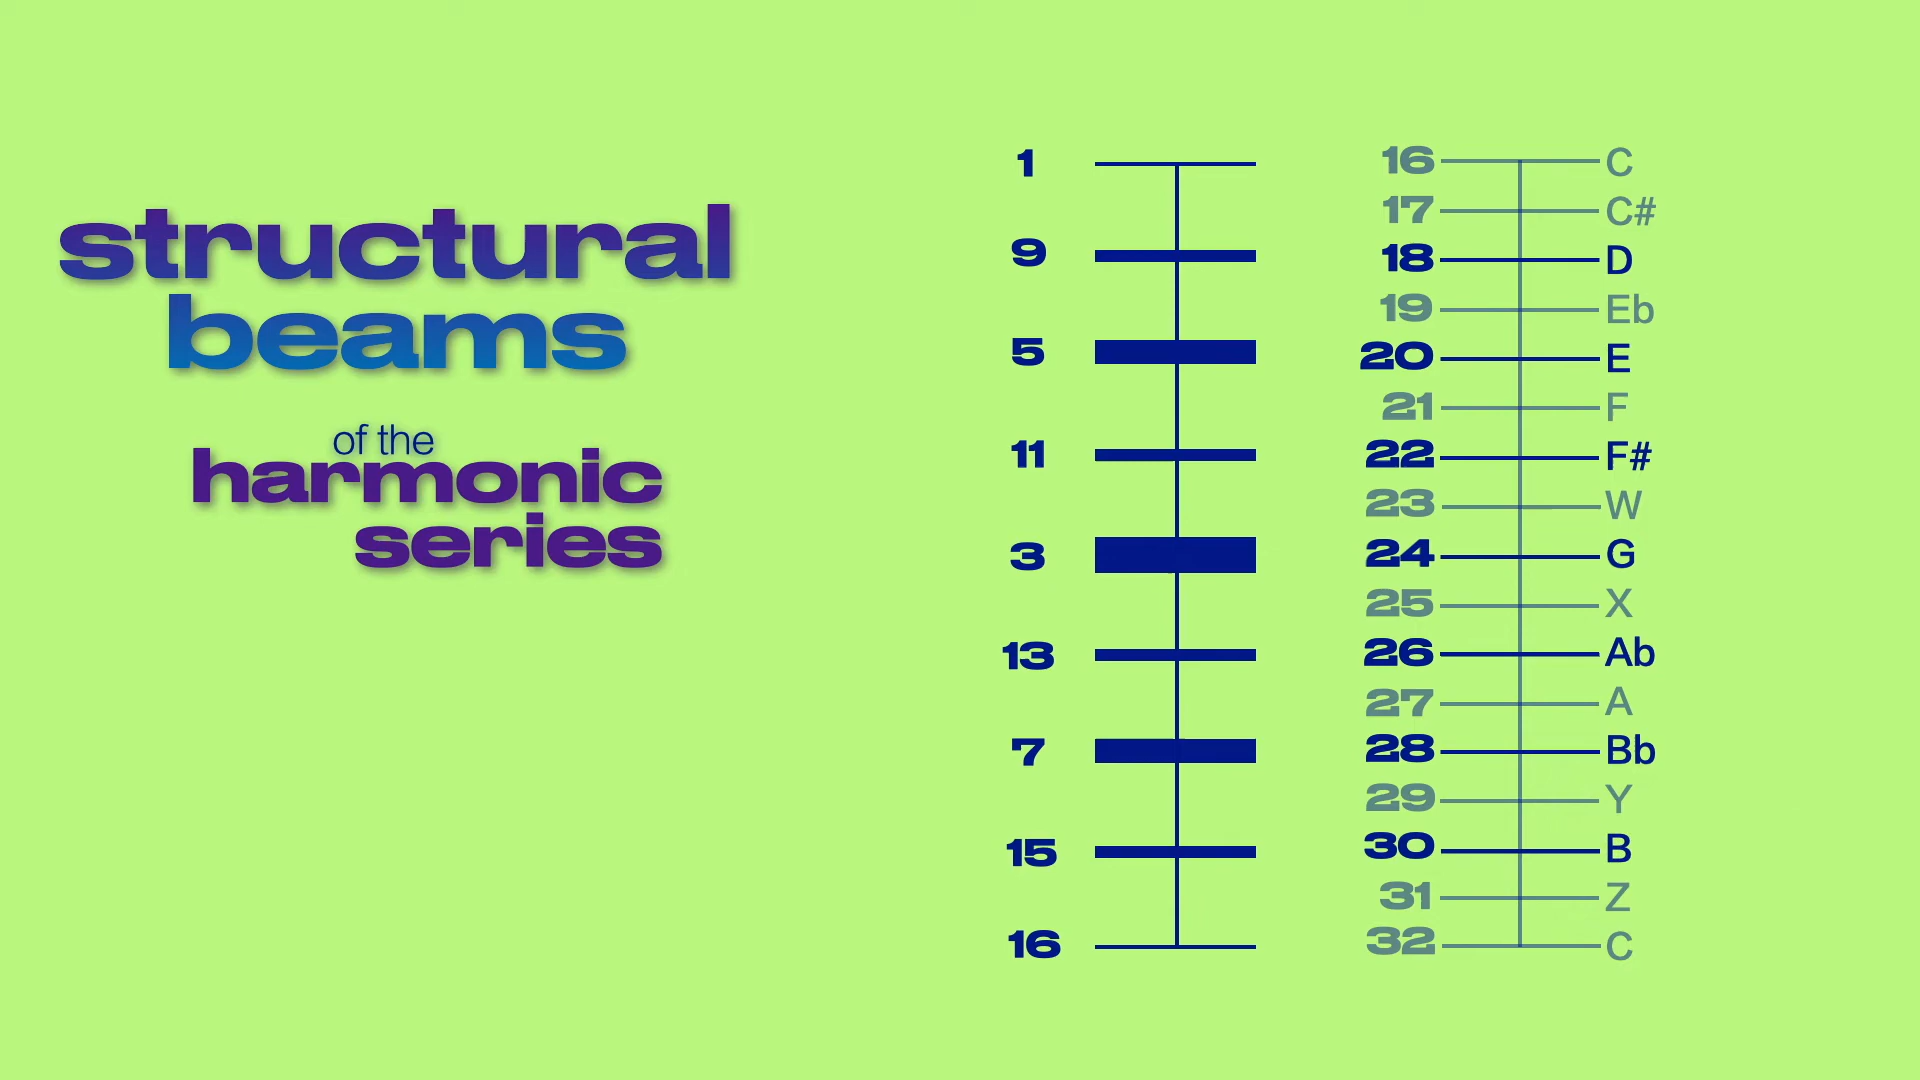 structural
beams
of the
harmonic
series
1
9
5
11
3
13
7
15
16
16 C
17 C#
18 D
19 Eb
20 E
21 F
22 F#
23 W
24 G
25 X
26 Ab
27 A
28 Bb
29 Y
30 B
31 Z
32 C